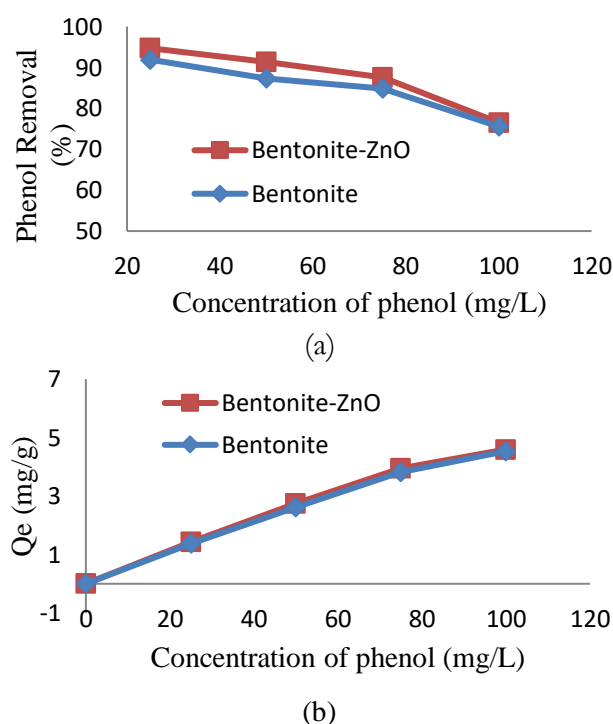 100
90
80
70
60
50
Phenol Removal
(%)
Bentonite-ZnO
Bentonite
20 40 60 80 100 120
Concentration of phenol (mg/L)
(a)
7
5
3
1
-1
Qe (mg/g)
Bentonite-ZnO
Bentonite
0 20 40 60 80 100 120
Concentration of phenol (mg/L)
(b)